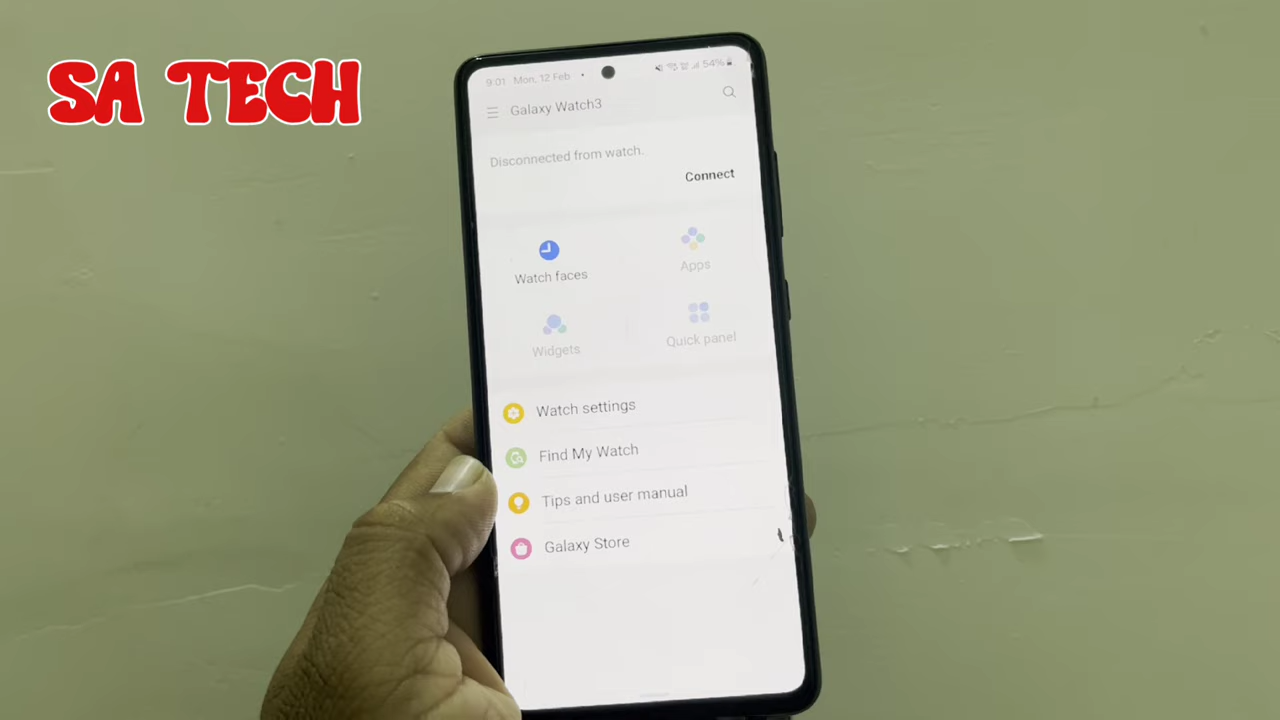 SA TECH
9:01 Mon, 12 Feb • 54%
Galaxy Watch3
Disconnected from watch.
Connect
Watch faces
Apps
Widgets
Quick panel
Watch settings
Find My Watch
Tips and user manual
Galaxy Store